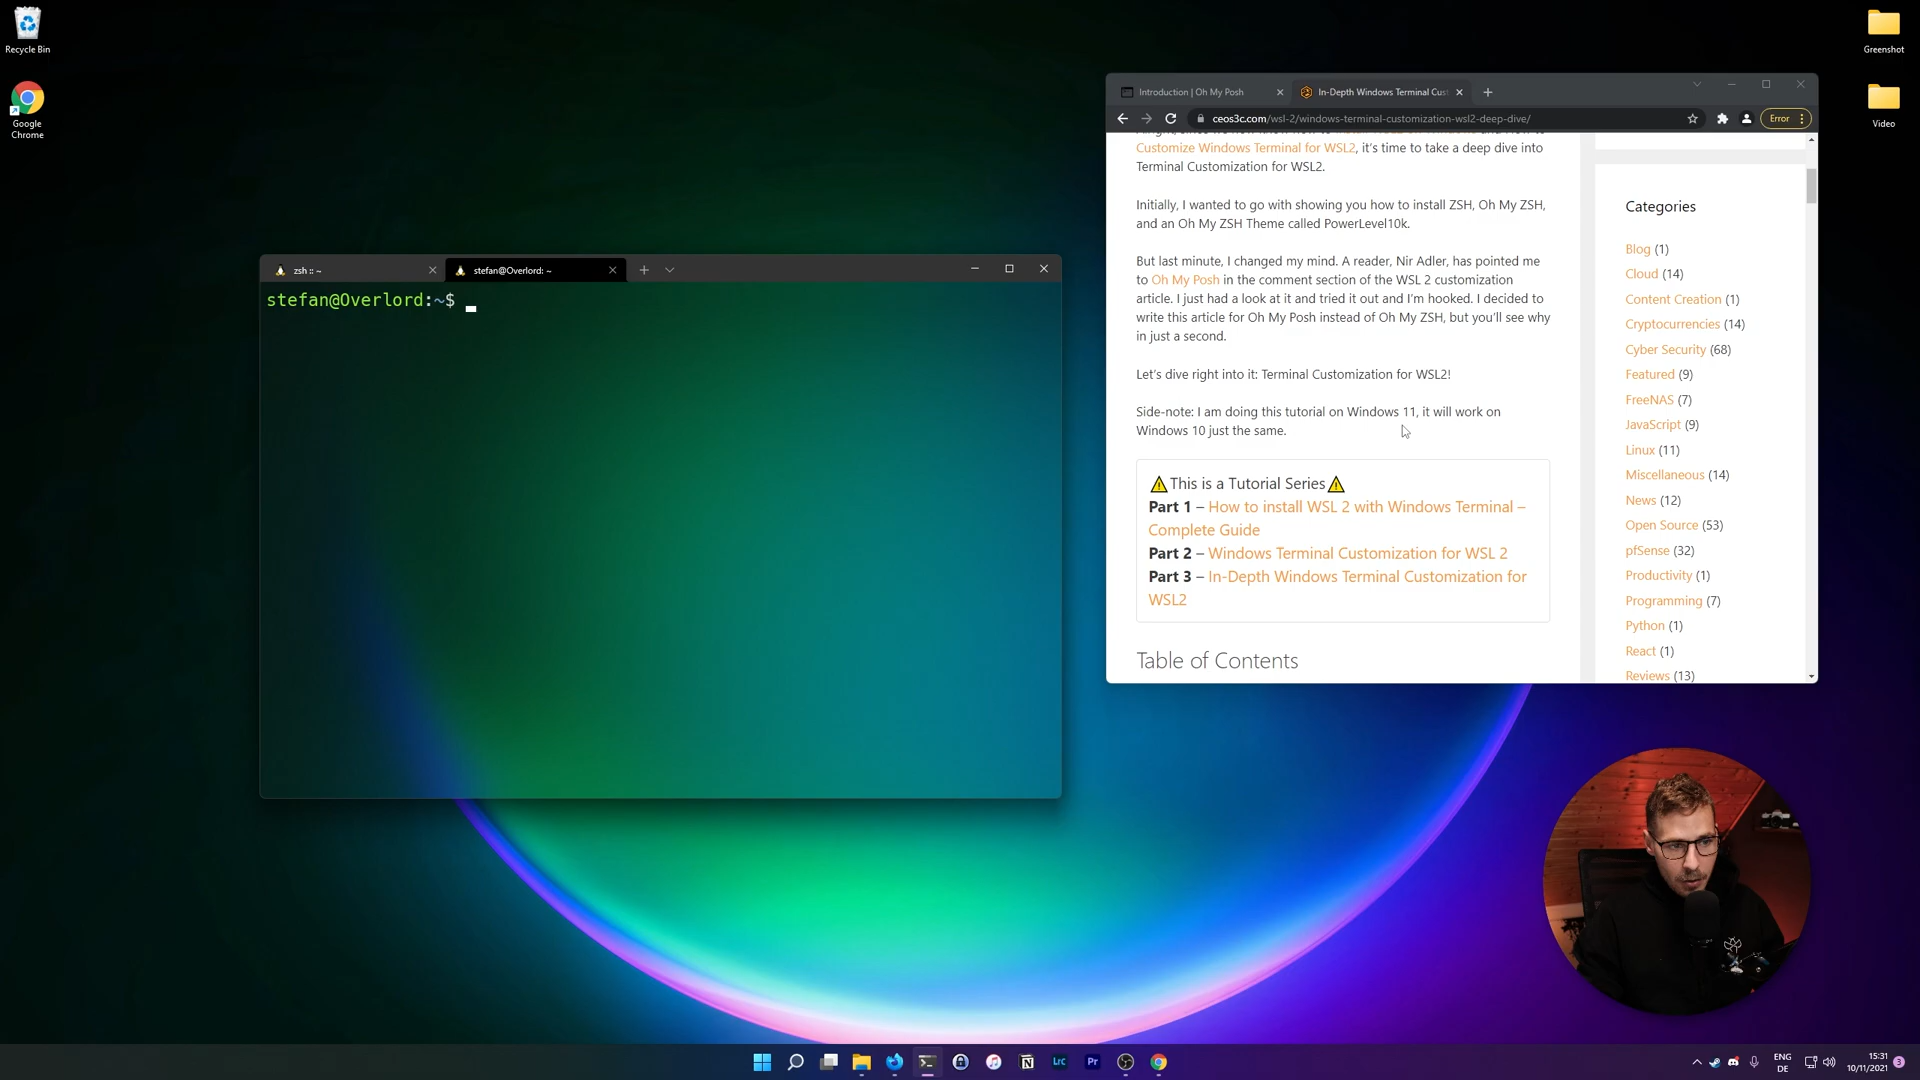 Recycle Bin
Google
Chrome
Greenshot
Video
zsh :: ~
stefan@Overlord: ~
stefan@Overlord:~$
Introduction | Oh My Posh
In-Depth Windows Terminal Cus
ceos3c.com/wsl-2/windows-terminal-customization-wsl2-deep-dive/
Error
Customize Windows Terminal for WSL2, it's time to take a deep dive into
Terminal Customization for WSL2.
Initially, I wanted to go with showing you how to install ZSH, Oh My ZSH,
and an Oh My ZSH Theme called PowerLevel10k.
But last minute, I changed my mind. A reader, Nir Adler, has pointed me
to Oh My Posh in the comment section of the WSL 2 customization
article. I just had a look at it and tried it out and I'm hooked. I decided to
write this article for Oh My Posh instead of Oh My ZSH, but you'll see why
in just a second.
Let's dive right into it: Terminal Customization for WSL2!
Side-note: I am doing this tutorial on Windows 11, it will work on
Windows 10 just the same.
⚠This is a Tutorial Series⚠
Part 1 – How to install WSL 2 with Windows Terminal –
Complete Guide
Part 2 – Windows Terminal Customization for WSL 2
Part 3 – In-Depth Windows Terminal Customization for
WSL2
Table of Contents
Categories
Blog (1)
Cloud (14)
Content Creation (1)
Cryptocurrencies (14)
Cyber Security (68)
Featured (9)
FreeNAS (7)
JavaScript (9)
Linux (11)
Miscellaneous (14)
News (12)
Open Source (53)
pfSense (32)
Productivity (1)
Programming (7)
Python (1)
React (1)
Reviews (13)
Lrc
Pr
ENG
DE
15:31
10/11/2021
3